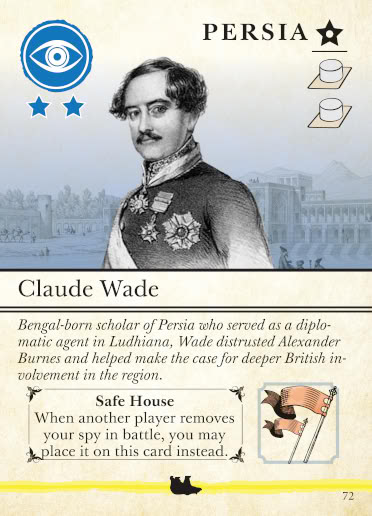 PERSIA
Claude Wade
Bengal-born scholar of Persia who served as a diplo-
matic agent in Ludhiana, Wade distrusted Alexander
Burnes and helped make the case for deeper British in-
volvement in the region.
Safe House
When another player removes
your spy in battle, you may
place it on this card instead.
72